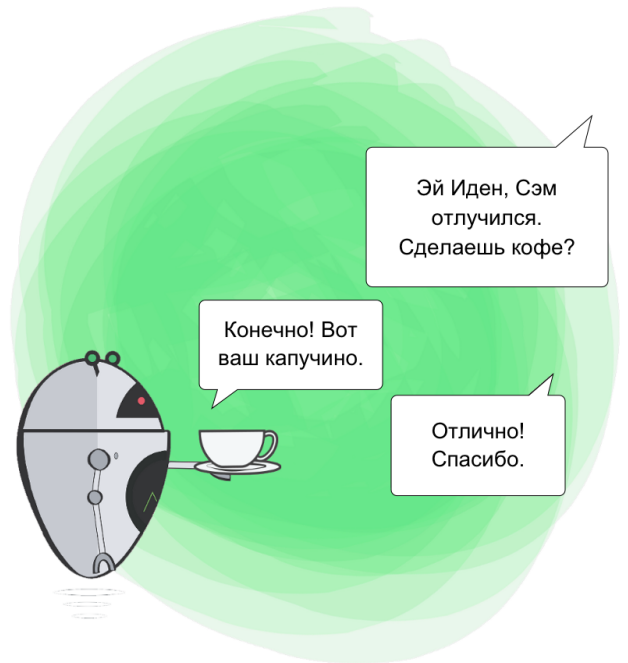 Эй Иден, Сэм
отлучился.
Сделаешь кофе?
Конечно! Вот
ваш капучино.
Отлично!
Спасибо.